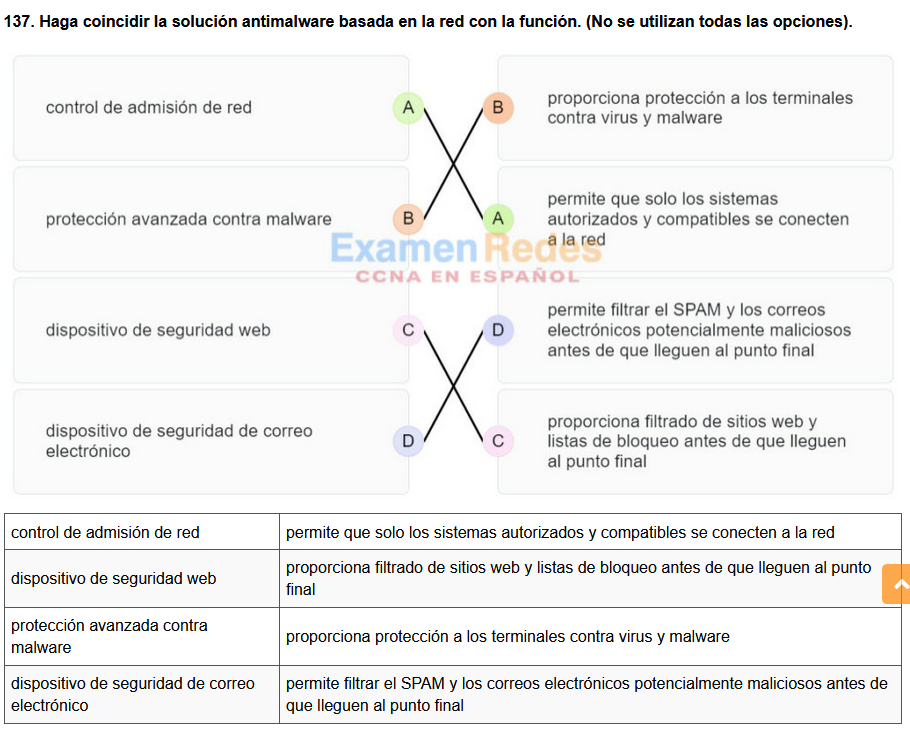 137. Haga coincidir la solución antimalware basada en la red con la función. (No se utilizan todas las opciones).
control de admisión de red
A
B
proporciona protección a los terminales
contra virus y malware
protección avanzada contra malware
B
A
permite que solo los sistemas
autorizados y compatibles se conecten
a la red
Examen Redes
CCNA EN ESPAÑOL
dispositivo de seguridad web
C
D
permite filtrar el SPAM y los correos
electrónicos potencialmente maliciosos
antes de que lleguen al punto final
dispositivo de seguridad de correo
electrónico
D
C
proporciona filtrado de sitios web y
listas de bloqueo antes de que lleguen
al punto final
control de admisión de red
permite que solo los sistemas autorizados y compatibles se conecten a la red
dispositivo de seguridad web
proporciona filtrado de sitios web y listas de bloqueo antes de que lleguen al punto
final
protección avanzada contra
malware
proporciona protección a los terminales contra virus y malware
dispositivo de seguridad de correo
electrónico
permite filtrar el SPAM y los correos electrónicos potencialmente maliciosos antes de
que lleguen al punto final